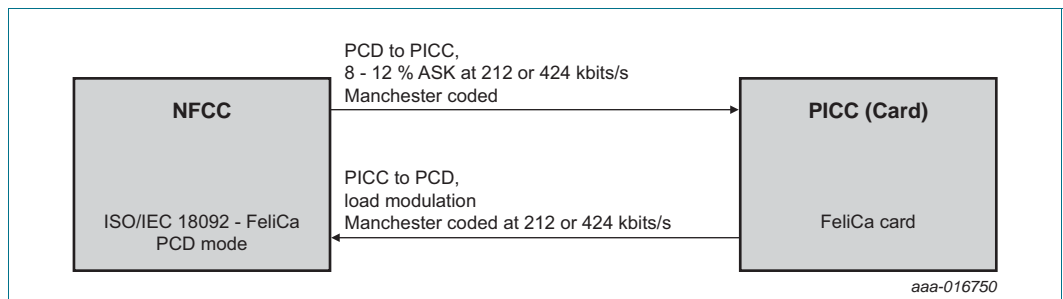 PCD to PICC,
8 - 12 % ASK at 212 or 424 kbits/s
Manchester coded
NFCC
PICC (Card)
PICC to PCD,
load modulation
Manchester coded at 212 or 424 kbits/s
ISO/IEC 18092 - FeliCa
PCD mode
FeliCa card
aaa-016750